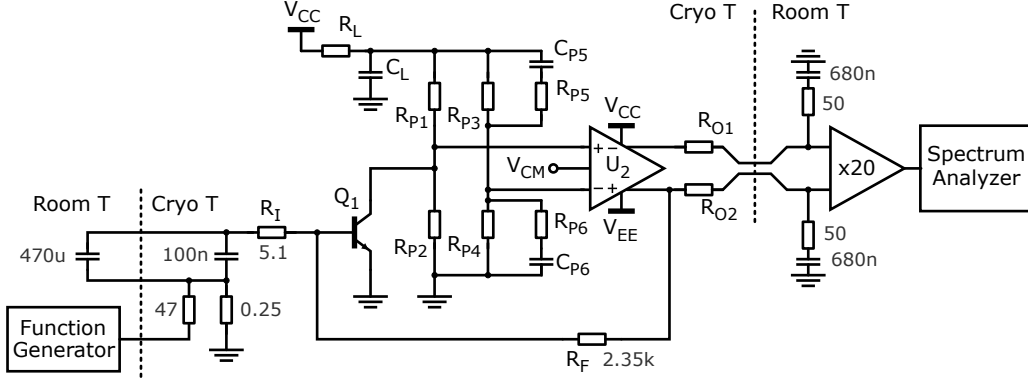 Cryo T
Room T
V_CC
R_L
C_L
C_P5
R_P5
680n
50
R_P1
R_P3
V_CC
R_O1
+ −
V_CM
U_2
− +
x20
Spectrum
Analyzer
Room T
Cryo T
R_I
Q_1
R_P2
R_P4
R_P6
V_EE
R_O2
470u
100n
5.1
C_P6
50
680n
47
0.25
Function
Generator
R_F
2.35k